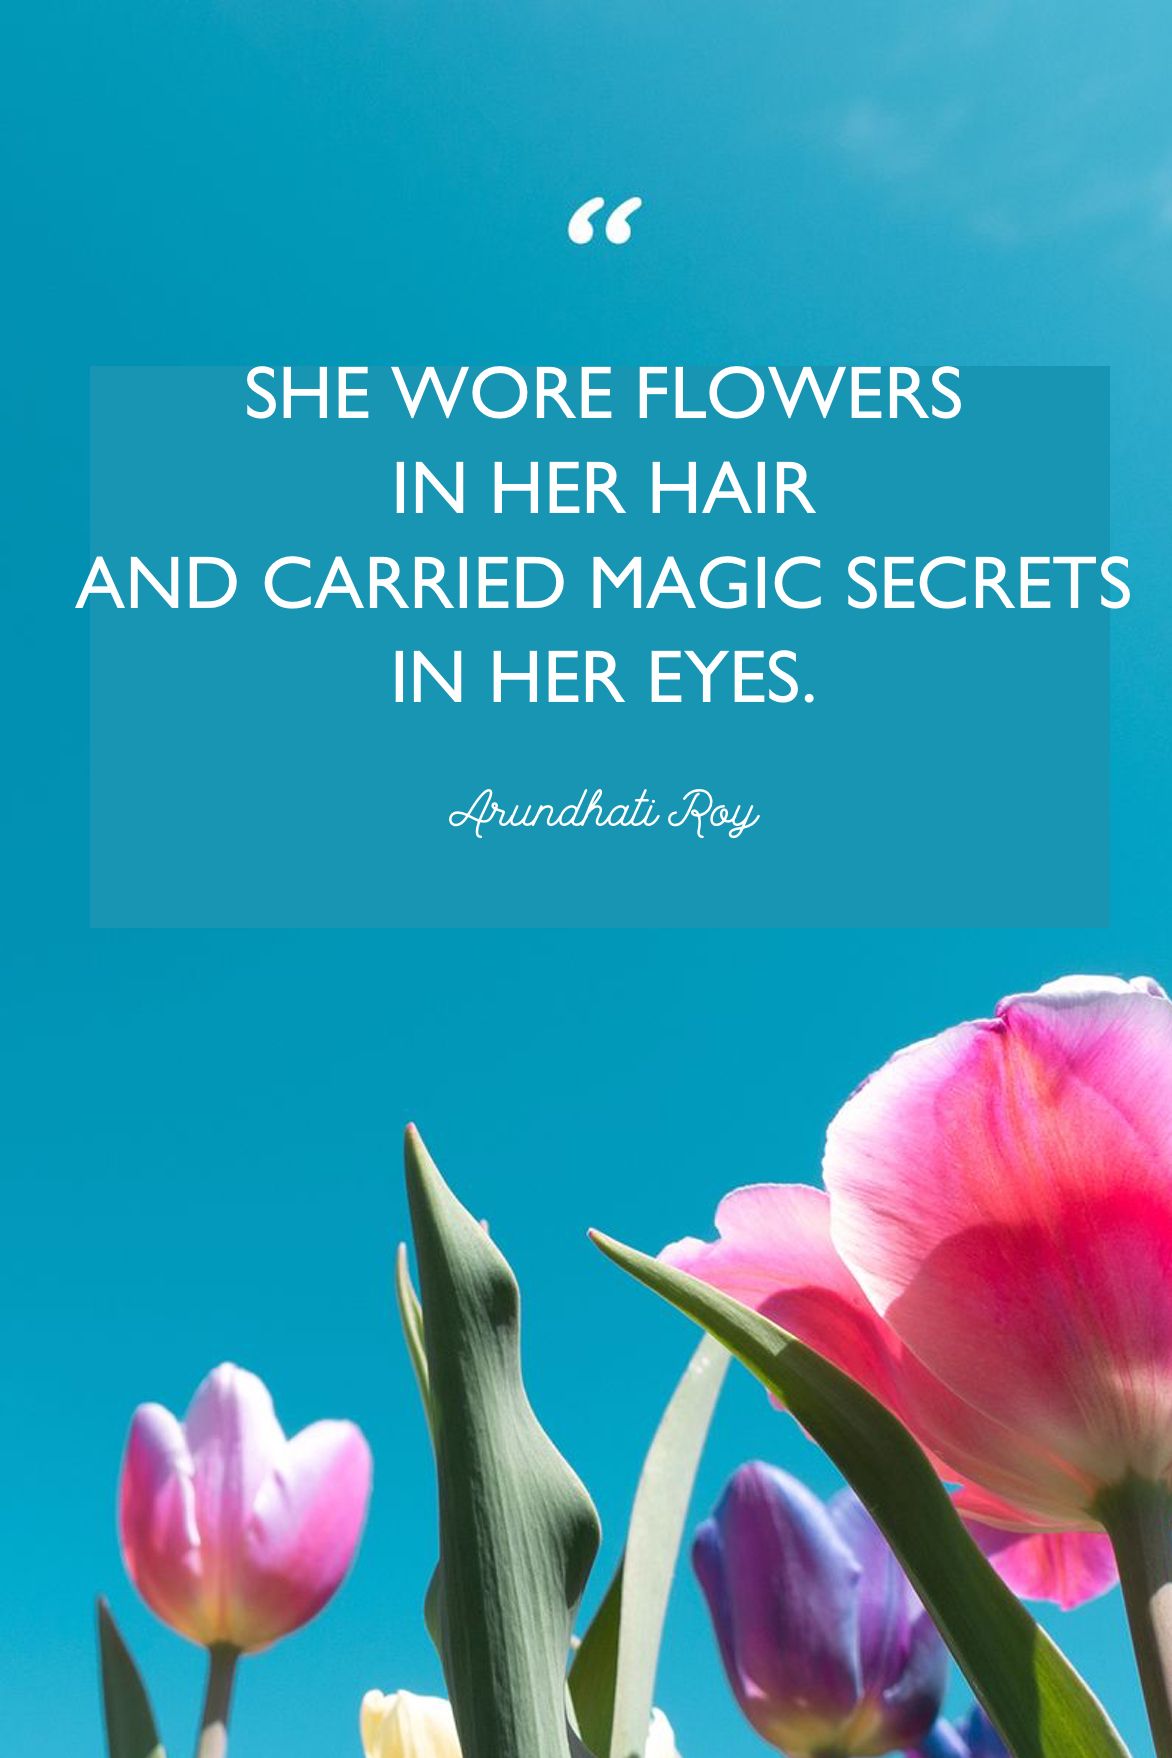 “
SHE WORE FLOWERS
IN HER HAIR
AND CARRIED MAGIC SECRETS
IN HER EYES.
Arundhati Roy